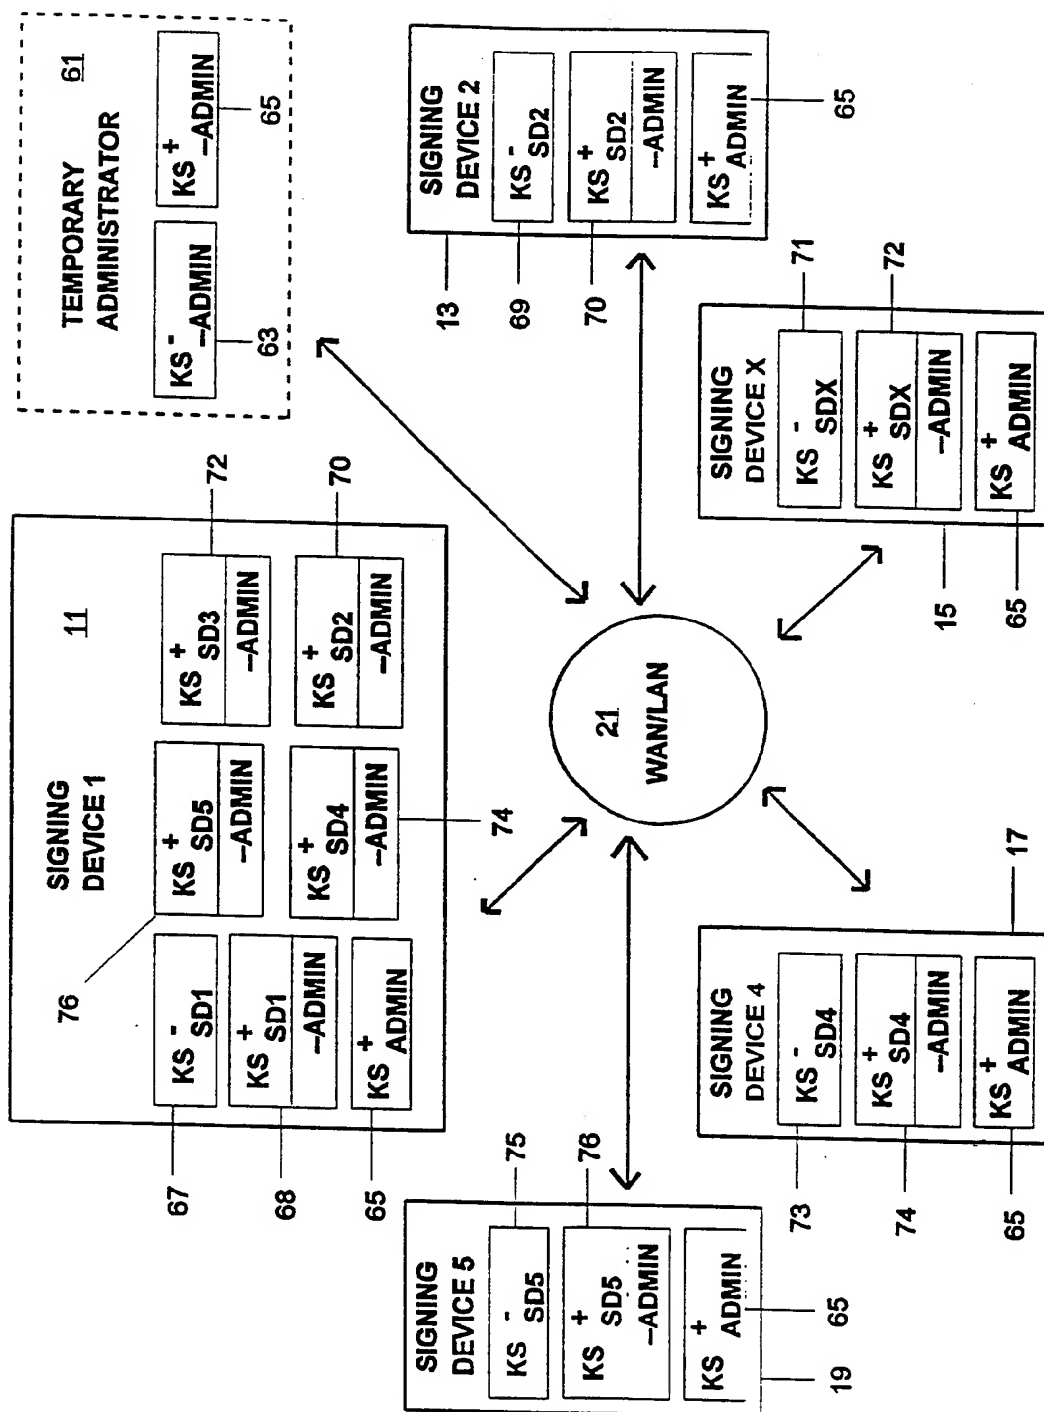 SIGNING
DEVICE 1
11
76
67
KS-SD1
KS+SD5
–ADMIN
KS+SD3
–ADMIN
72
68
KS+SD1
–ADMIN
65
KS+ADMIN
KS+SD4
–ADMIN
74
KS+SD2
–ADMIN
70
TEMPORARY
ADMINISTRATOR
61
KS-–ADMIN
63
KS+–ADMIN
65
SIGNING
DEVICE 5
KS-SD5
75
KS+SD5
–ADMIN
76
KS+ADMIN
65
19
21
WAN/LAN
SIGNING
DEVICE 2
13
69
KS-SD2
70
KS+SD2
–ADMIN
KS+ADMIN
65
SIGNING
DEVICE 4
17
73
KS-SD4
74
KS+SD4
–ADMIN
65
KS+ADMIN
SIGNING
DEVICE X
KS-SDX
71
KS+SDX
–ADMIN
72
15
65
KS+ADMIN